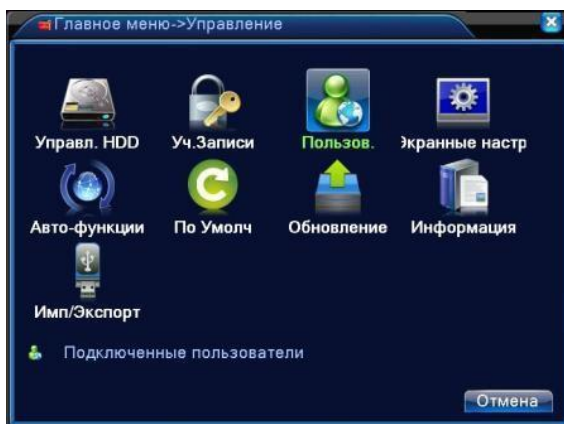 Главное меню->Управление
Управл. HDD Уч.Записи Пользов. Экранные настр
Авто-функции По Умолч Обновление Информация
Имп/Экспорт
Подключенные пользователи
Отмена